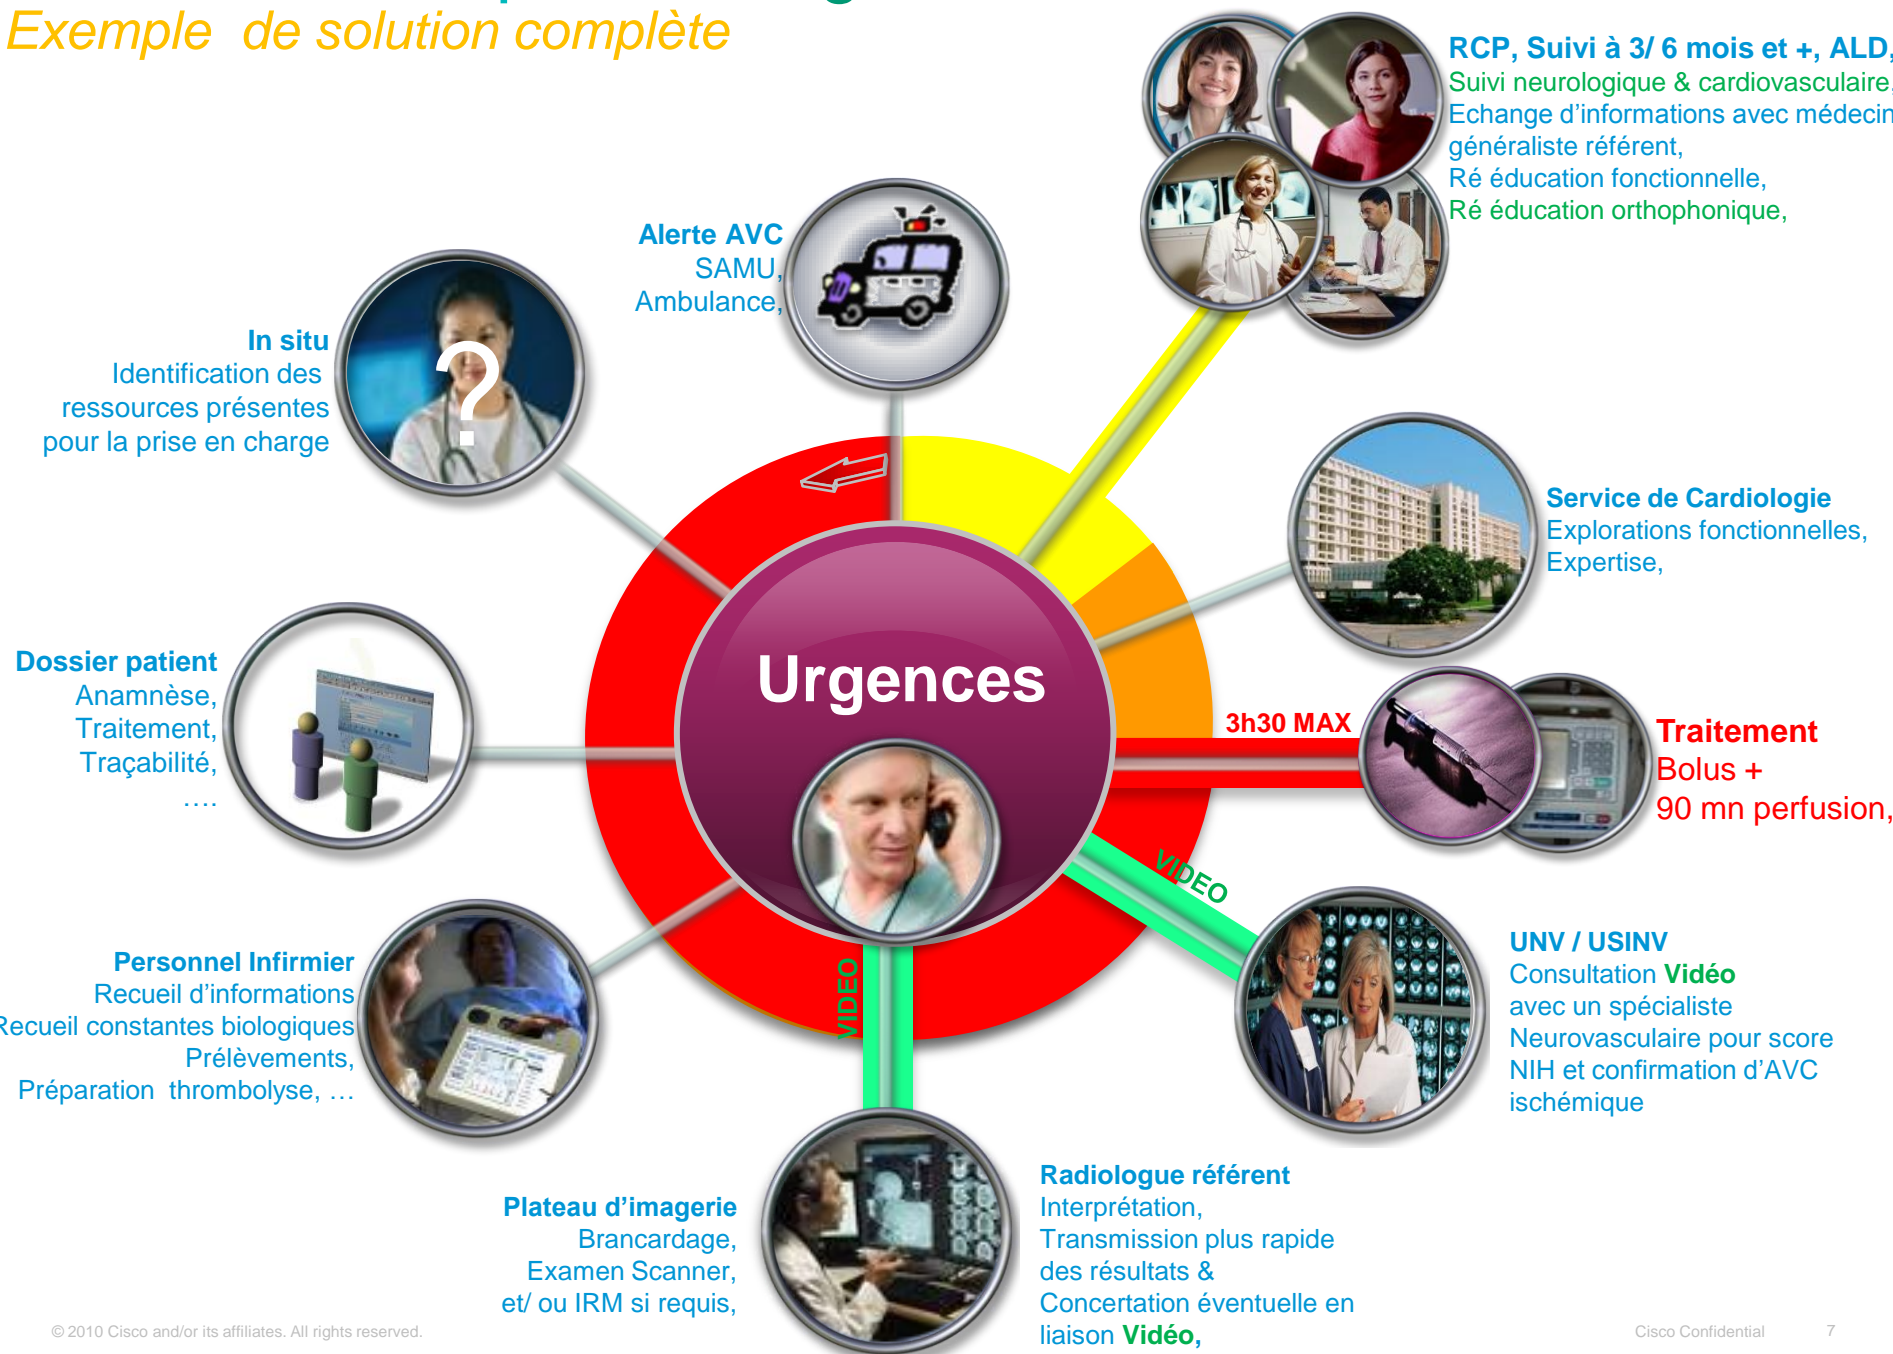 Exemple de solution complète
RCP, Suivi à 3/ 6 mois et +, ALD,
Suivi neurologique & cardiovasculaire,
Echange d’informations avec médecin
généraliste référent,
Ré éducation fonctionnelle,
Ré éducation orthophonique,
Alerte AVC
SAMU,
Ambulance,
In situ
Identification des
ressources présentes
pour la prise en charge
?
Service de Cardiologie
Explorations fonctionnelles,
Expertise,
Dossier patient
Anamnèse,
Traitement,
Traçabilité,
….
Urgences
3h30 MAX
Traitement
Bolus +
90 mn perfusion,
VIDEO
VIDEO
Personnel Infirmier
Recueil d’informations
Recueil constantes biologiques
Prélèvements,
Préparation thrombolyse, …
UNV / USINV
Consultation Vidéo
avec un spécialiste
Neurovasculaire pour score
NIH et confirmation d’AVC
ischémique
Plateau d’imagerie
Brancardage,
Examen Scanner,
et/ ou IRM si requis,
Radiologue référent
Interprétation,
Transmission plus rapide
des résultats &
Concertation éventuelle en
liaison Vidéo,
© 2010 Cisco and/or its affiliates. All rights reserved.
Cisco Confidential
7